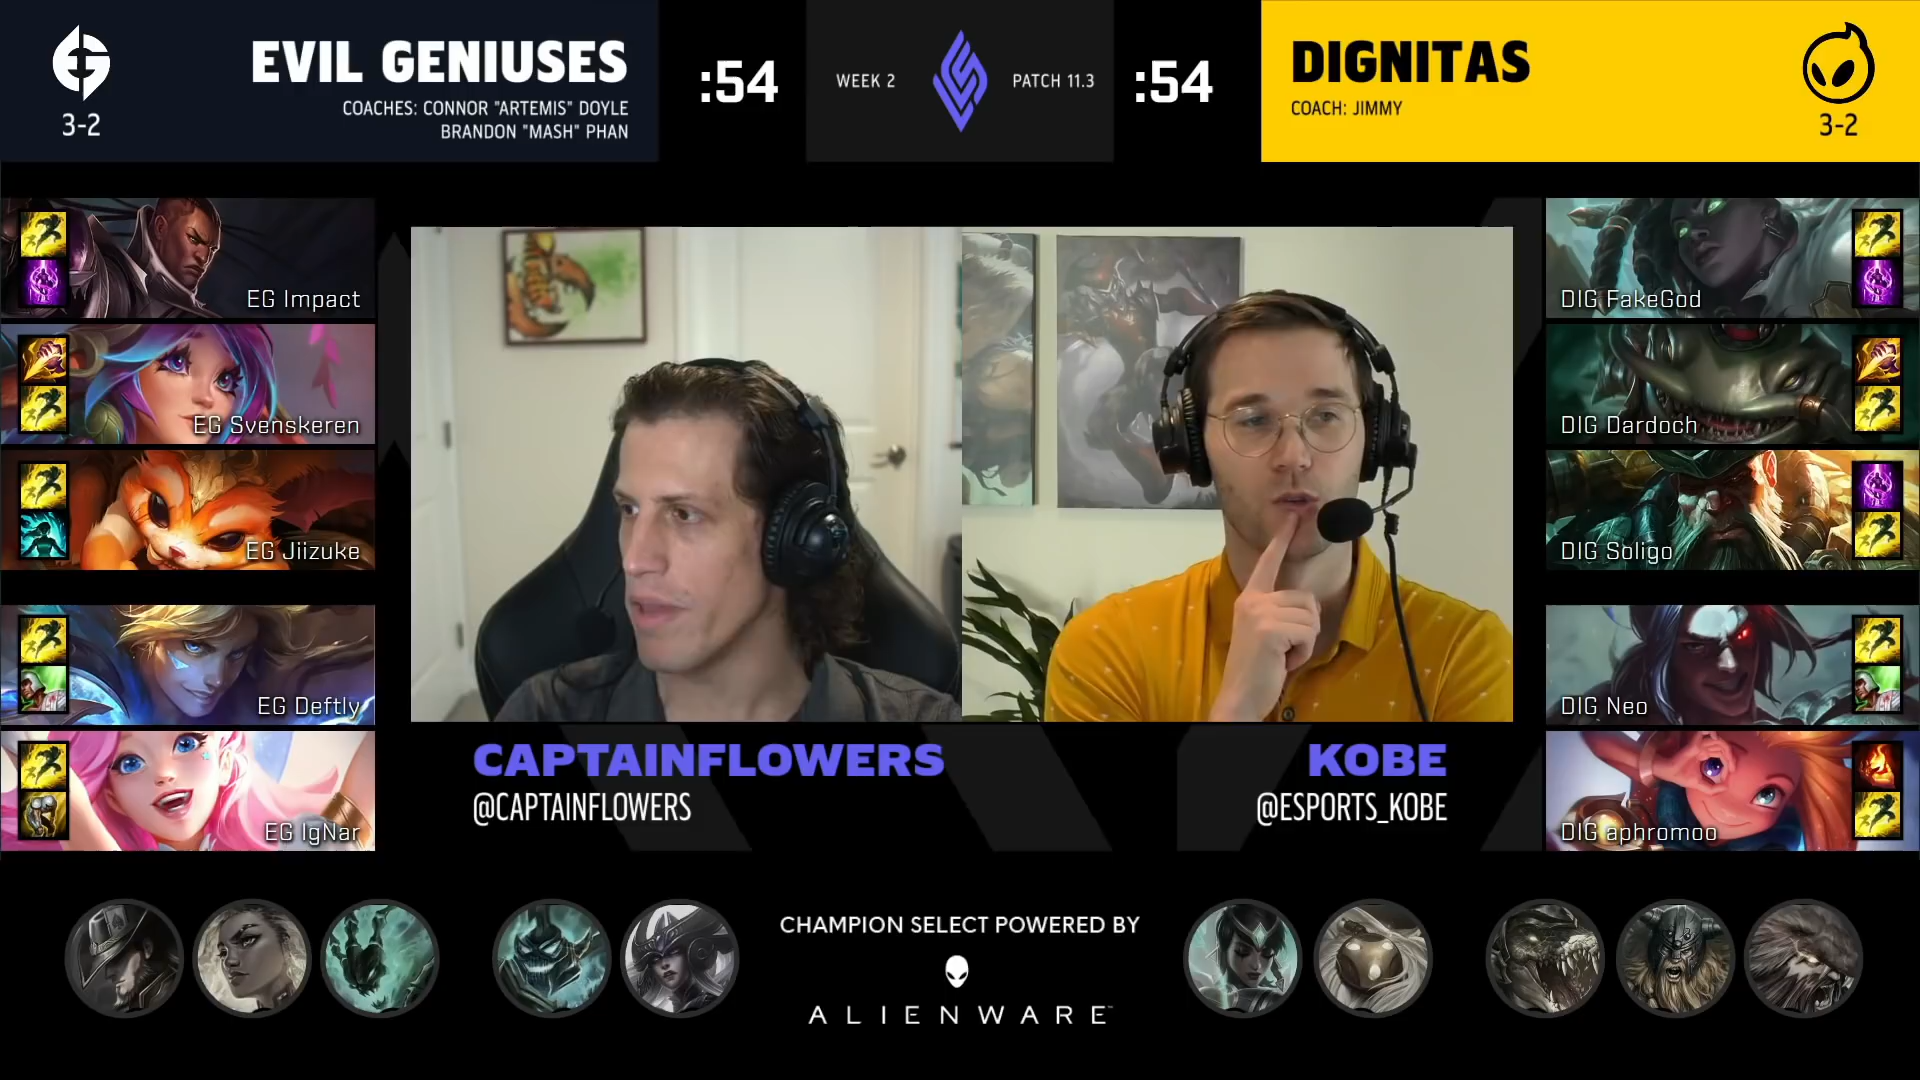 EVIL GENIUSES
COACHES: CONNOR "ARTEMIS" DOYLE
BRANDON "MASH" PHAN
3-2
:54
WEEK 2
PATCH 11.3
:54
DIGNITAS
COACH: JIMMY
3-2
EG Impact
EG Svenskeren
EG Jiizuke
EG Deftly
EG IgNar
DIG FakeGod
DIG Dardoch
DIG Soligo
DIG Neo
DIG aphromoo
CAPTAINFLOWERS
@CAPTAINFLOWERS
KOBE
@ESPORTS_KOBE
CHAMPION SELECT POWERED BY
ALIENWARE